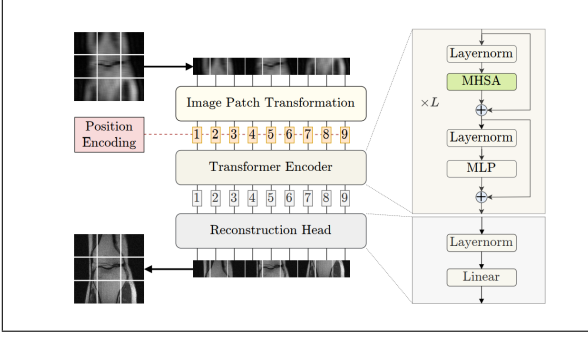 Image Patch Transformation
Position
Encoding
1 2 3 4 5 6 7 8 9
Transformer Encoder
1 2 3 4 5 6 7 8 9
Reconstruction Head
Layernorm
MHSA
×L
Layernorm
MLP
Layernorm
Linear